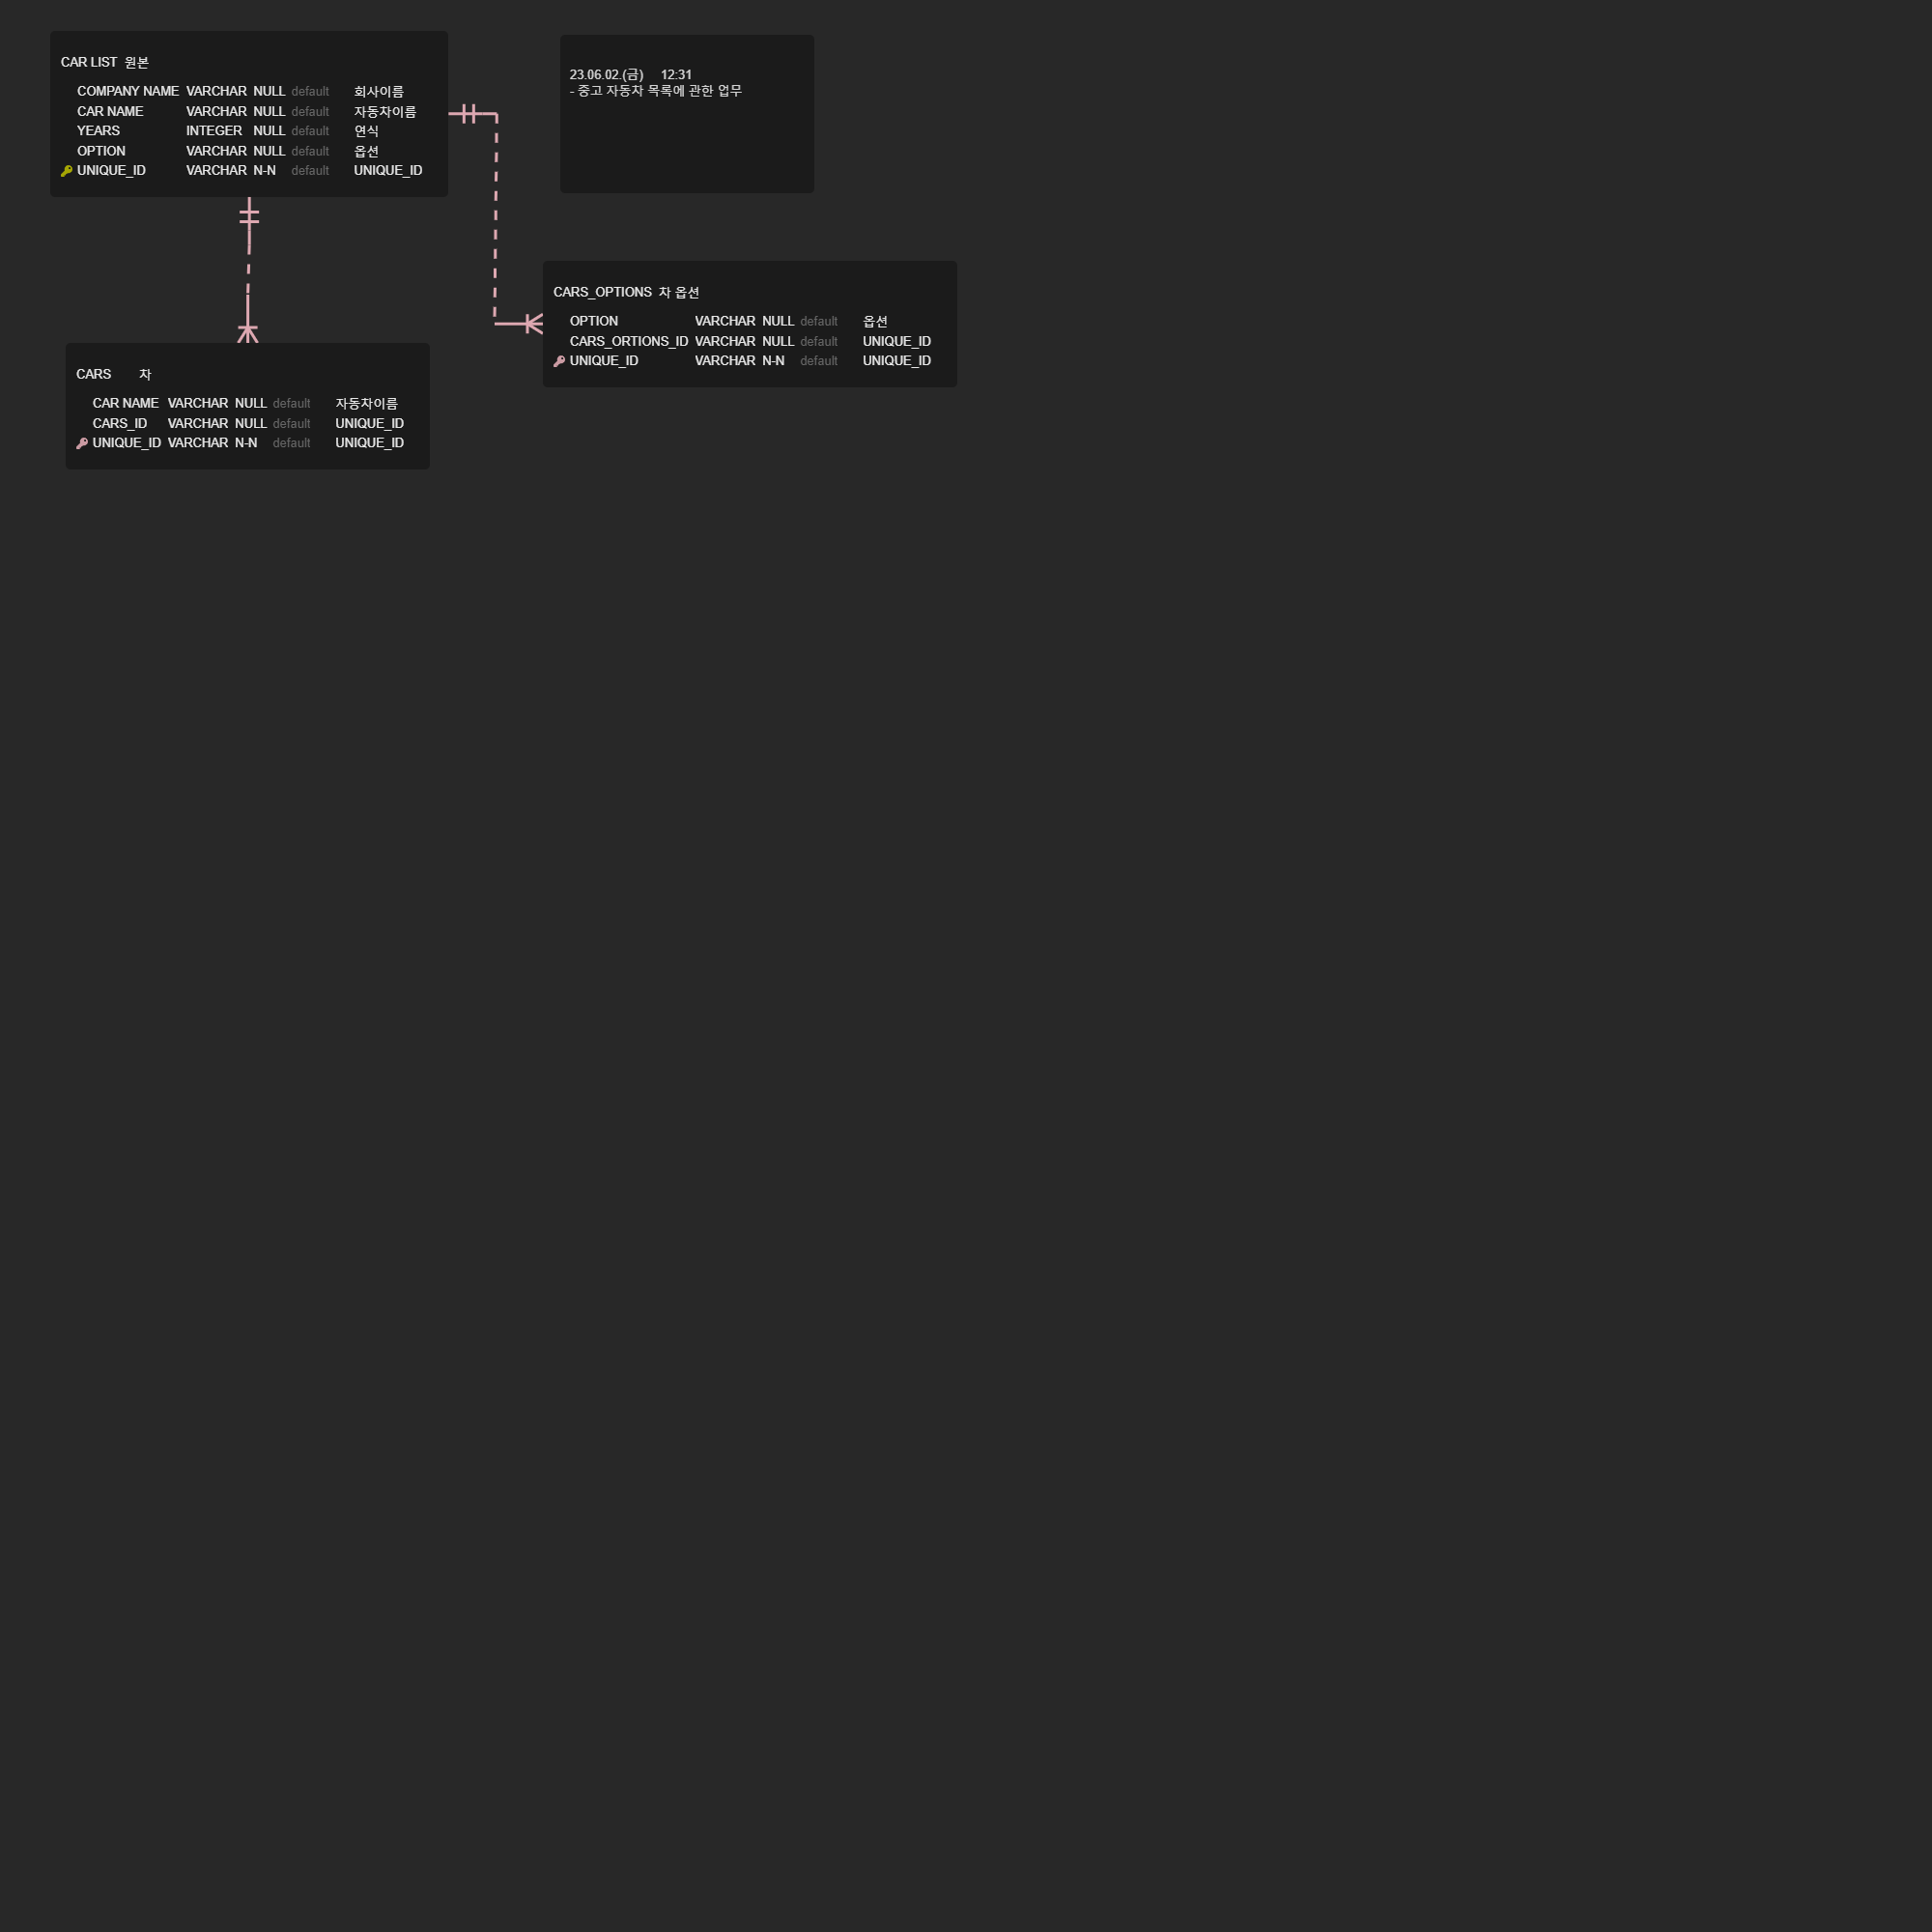 CAR LIST 원본
COMPANY NAME VARCHAR NULL default 회사이름
CAR NAME VARCHAR NULL default 자동차이름
YEARS INTEGER NULL default 연식
OPTION VARCHAR NULL default 옵션
UNIQUE_ID VARCHAR N-N default UNIQUE_ID
23.06.02.(금) 12:31
- 중고 자동차 목록에 관한 업무
CARS_OPTIONS 차 옵션
OPTION VARCHAR NULL default 옵션
CARS_ORTIONS_ID VARCHAR NULL default UNIQUE_ID
UNIQUE_ID VARCHAR N-N default UNIQUE_ID
CARS 차
CAR NAME VARCHAR NULL default 자동차이름
CARS_ID VARCHAR NULL default UNIQUE_ID
UNIQUE_ID VARCHAR N-N default UNIQUE_ID